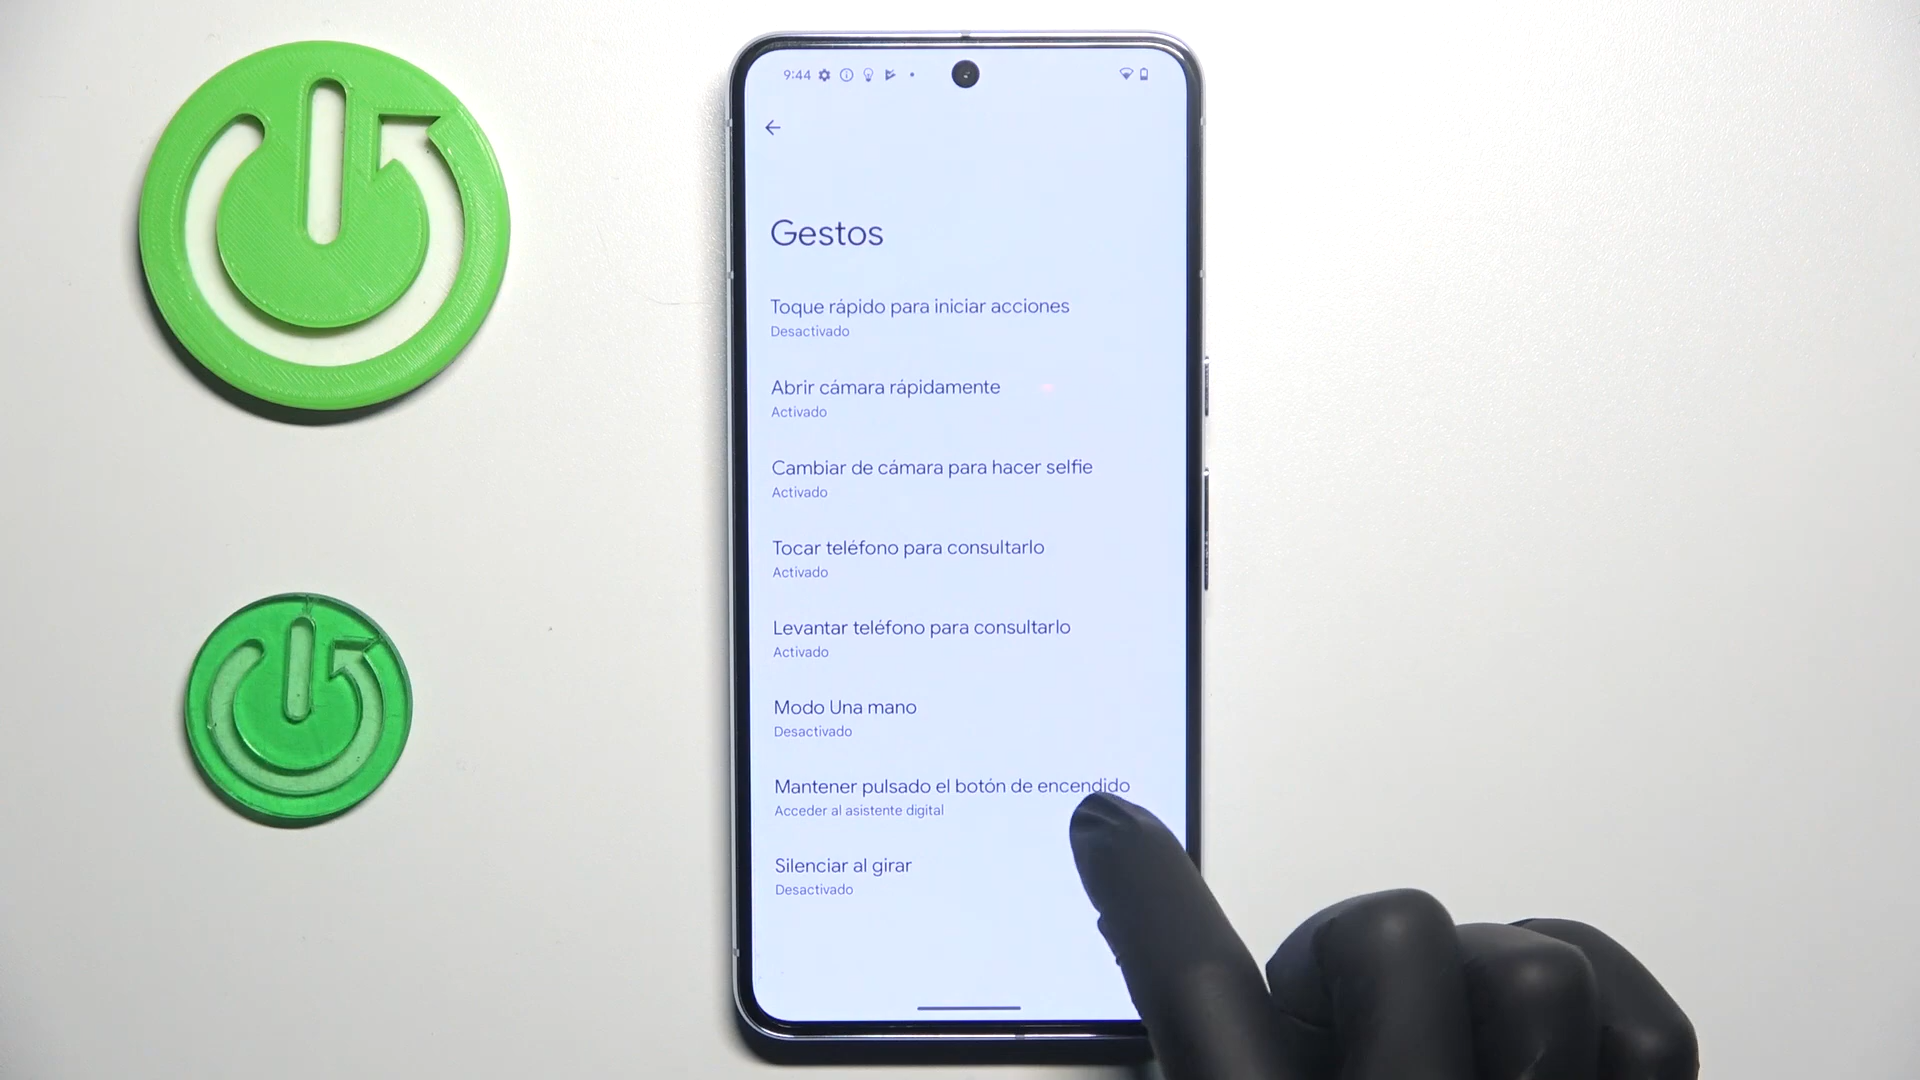 9:44
Gestos
Toque rápido para iniciar acciones
Desactivado
Abrir cámara rápidamente
Activado
Cambiar de cámara para hacer selfie
Activado
Tocar teléfono para consultarlo
Activado
Levantar teléfono para consultarlo
Activado
Modo Una mano
Desactivado
Mantener pulsado el botón de encendido
Acceder al asistente digital
Silenciar al girar
Desactivado